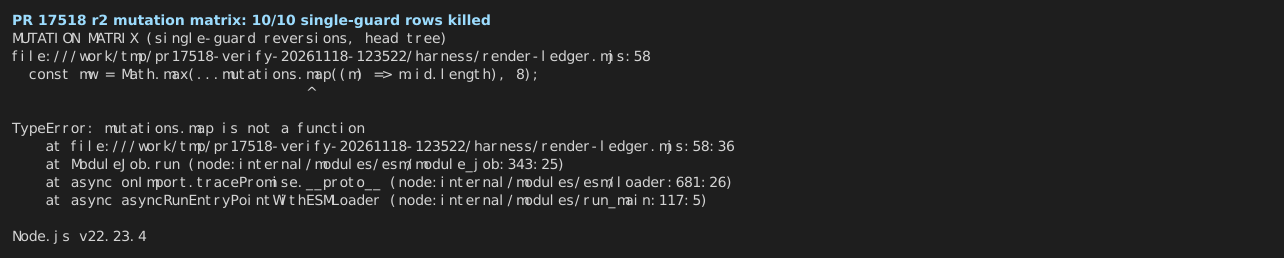 PR 17518 r2 mutation matrix: 10/10 single-guard rows killed
MUTATION MATRIX (single-guard reversions, head tree)
file:///work/tmp/pr17518-verify-20261118-123522/harness/render-ledger.mjs:58
  const mw = Math.max(...mutations.map((m) => m.id.length), 8);
                                   ^
TypeError: mutations.map is not a function
    at file:///work/tmp/pr17518-verify-20261118-123522/harness/render-ledger.mjs:58:36
    at ModuleJob.run (node:internal/modules/esm/module_job:343:25)
    at async onImport.tracePromise.__proto__ (node:internal/modules/esm/loader:681:26)
    at async asyncRunEntryPointWithESMLoader (node:internal/modules/run_main:117:5)
Node.js v22.23.4